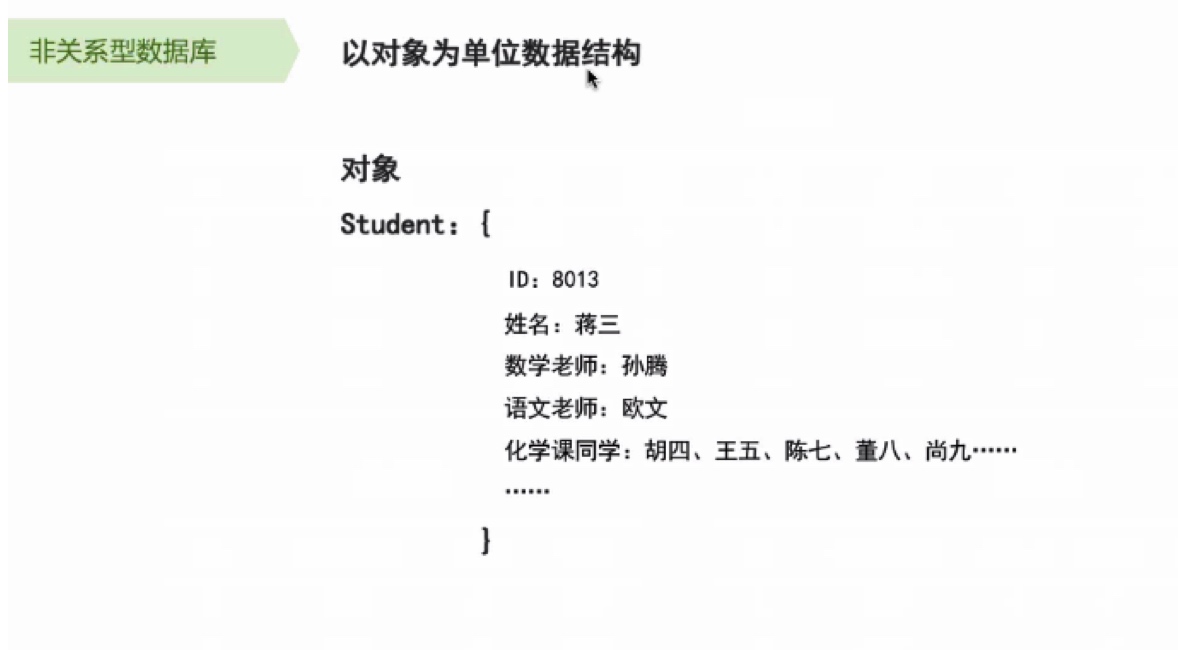 非关系型数据库
以对象为单位数据结构
对象
Student：{
ID：8013
姓名：蒋三
数学老师：孙腾
语文老师：欧文
化学课同学：胡四、王五、陈七、董八、尚九……
……
}